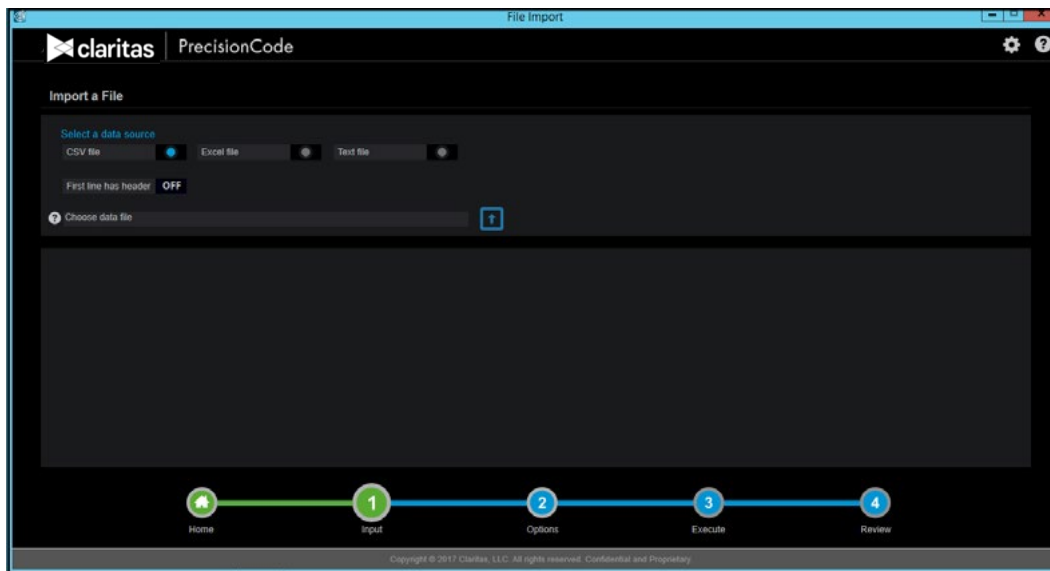 File Import
claritas PrecisionCode
Import a File
Select a data source
CSV file Excel file Text file
First line has header OFF
? Choose data file
1 2 3 4
Home Input Options Execute Review
Copyright © 2017 Claritas, LLC. All rights reserved. Confidential and Proprietary.